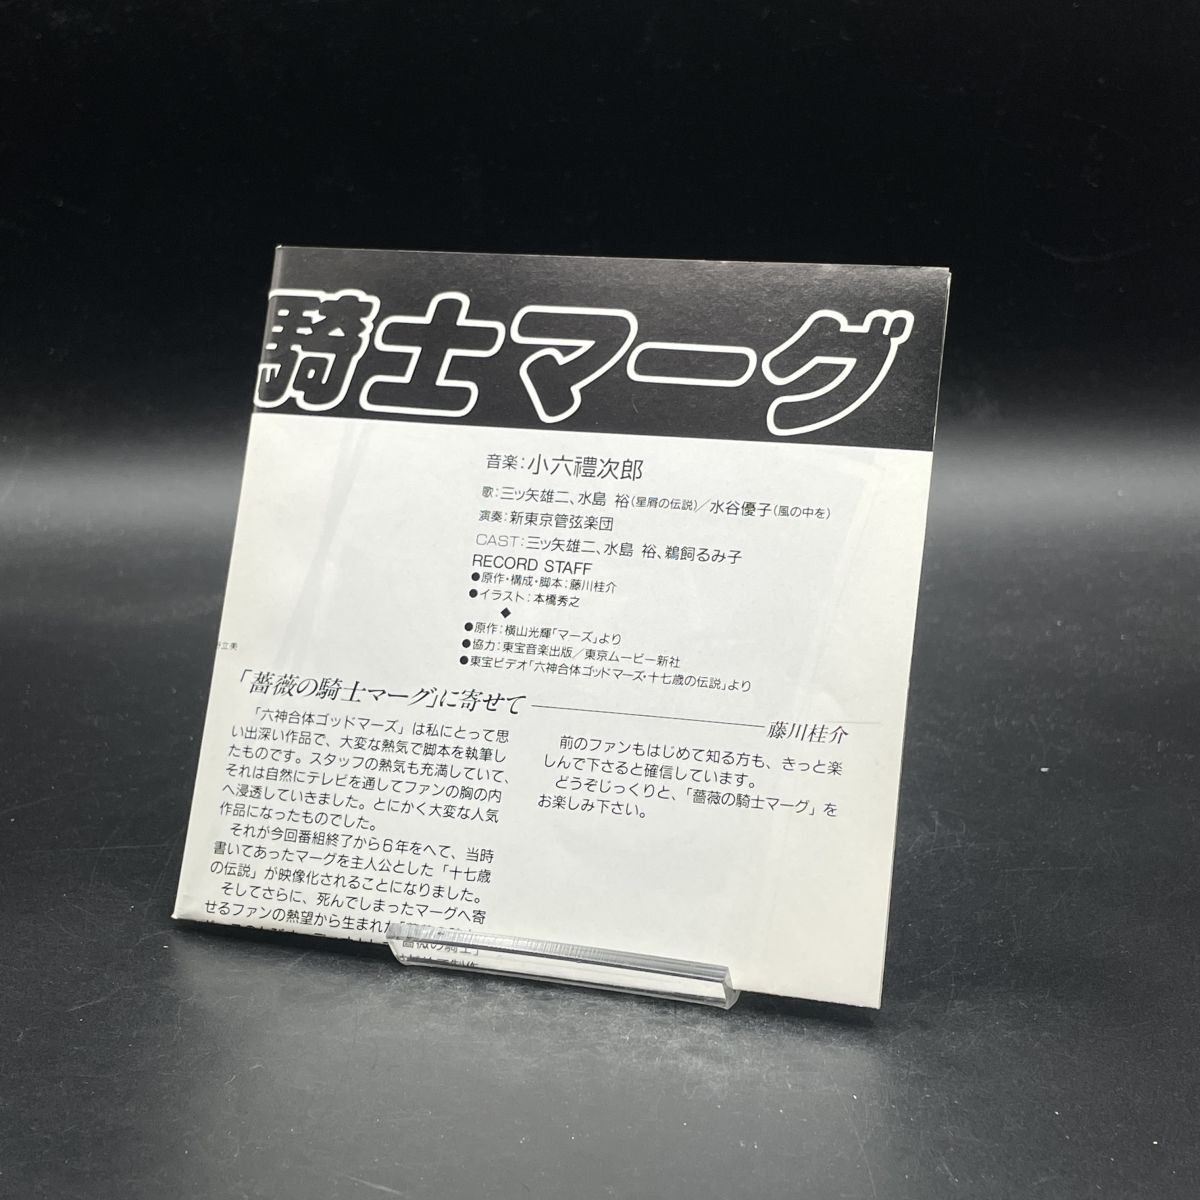 騎士マーグ
音楽：小六禮次郎
歌：三ッ矢雄二、水島 裕(星屑の伝説)／水谷優子(風の中を)
演奏：新東京管弦楽団
CAST：三ッ矢雄二、水島 裕、鵜飼るみ子
RECORD STAFF
●原作・構成・脚本：藤川桂介
●イラスト：本橋秀之
◆
●原作：横山光輝「マーズ」より
●協力：東宝音楽出版／東京ムービー新社
●東宝ビデオ「六神合体ゴッドマーズ・十七歳の伝説」より
立美
「薔薇の騎士マーグ」に寄せて
藤川桂介
「六神合体ゴッドマーズ」は私にとって思
い出深い作品で、大変な熱気で脚本を執筆し
たものです。スタッフの熱気も充満していて、
それは自然にテレビを通してファンの胸の内
へ浸透していきました。とにかく大変な人気
作品になったものでした。
それが今回番組終了から6年をへて、当時
書いてあったマーグを主人公とした「十七歳
の伝説」が映像化されることになりました。
そしてさらに、死んでしまったマーグへ寄
せるファンの熱望から生まれた
薔薇の騎士」
前のファンもはじめて知る方も、きっと楽
しんで下さると確信しています。
どうぞじっくりと、「薔薇の騎士マーグ」を
お楽しみ下さい。